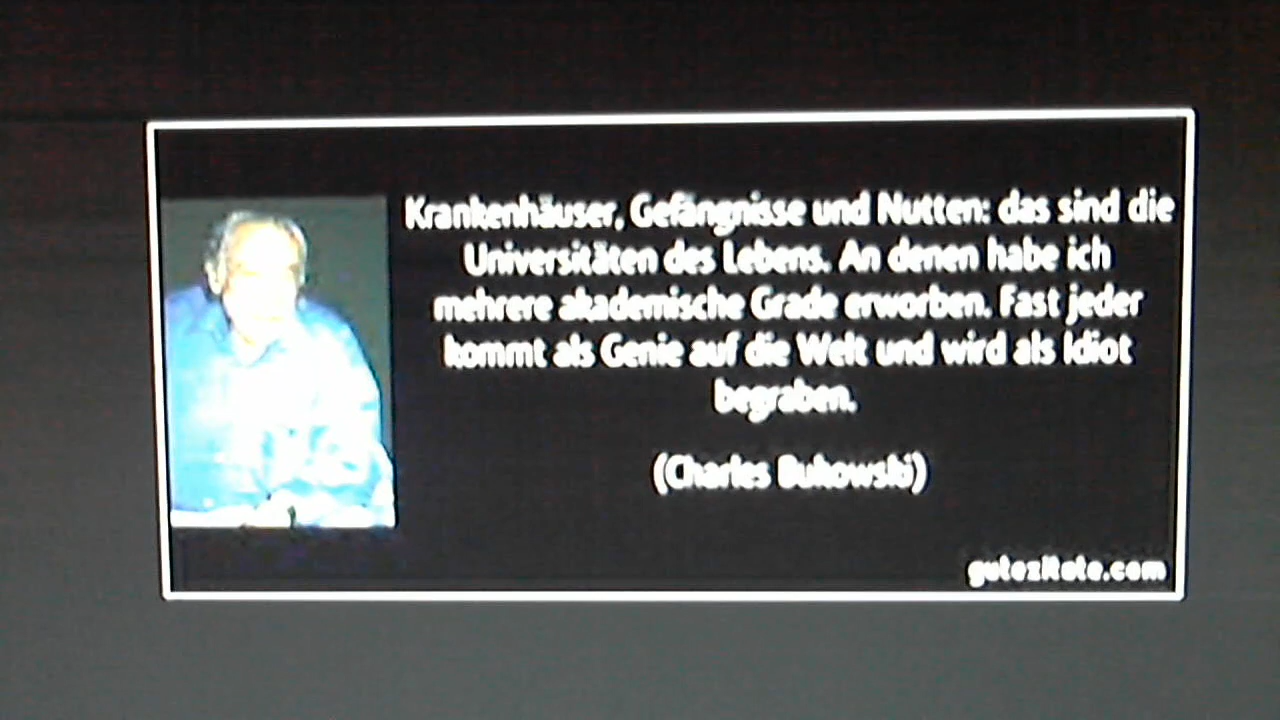 Krankenhäuser, Gefängnisse und Nutten: das sind die
Universitäten des Lebens. An denen habe ich
mehrere akademische Grade erworben. Fast jeder
kommt als Genie auf die Welt und wird als Idiot
begraben.
(Charles Bukowski)
gutezitate.com